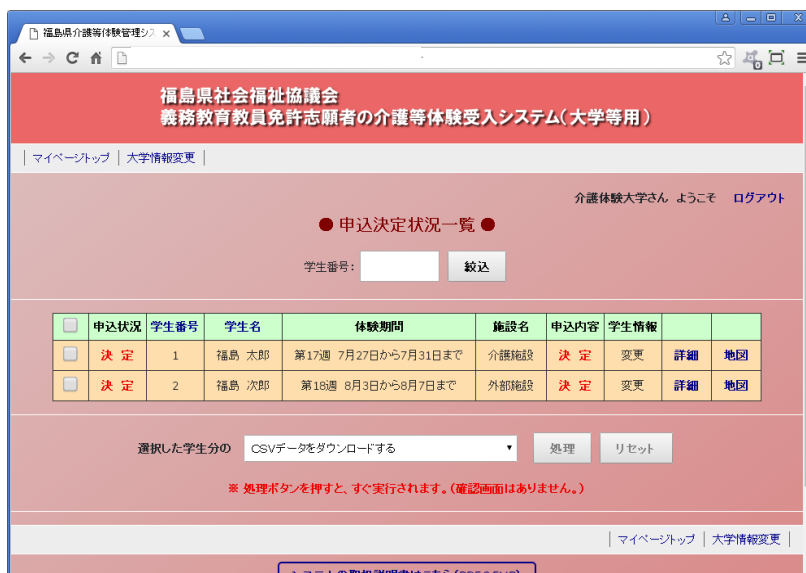 福島県介護等体験管理シス
福島県社会福祉協議会
義務教育教員免許志願者の介護等体験受入システム(大学等用)
| マイページトップ | 大学情報変更 |
介護体験大学さん ようこそ ログアウト
● 申込決定状況一覧 ●
学生番号: 絞込
申込状況 学生番号 学生名 体験期間 施設名 申込内容 学生情報
決 定 1 福島 太郎 第17週 7月27日から7月31日まで 介護施設 決 定 変更 詳細 地図
決 定 2 福島 次郎 第18週 8月3日から8月7日まで 外部施設 決 定 変更 詳細 地図
選択した学生分の CSVデータをダウンロードする 処理 リセット
※ 処理ボタンを押すと、すぐ実行されます。(確認画面はありません。)
| マイページトップ | 大学情報変更 |